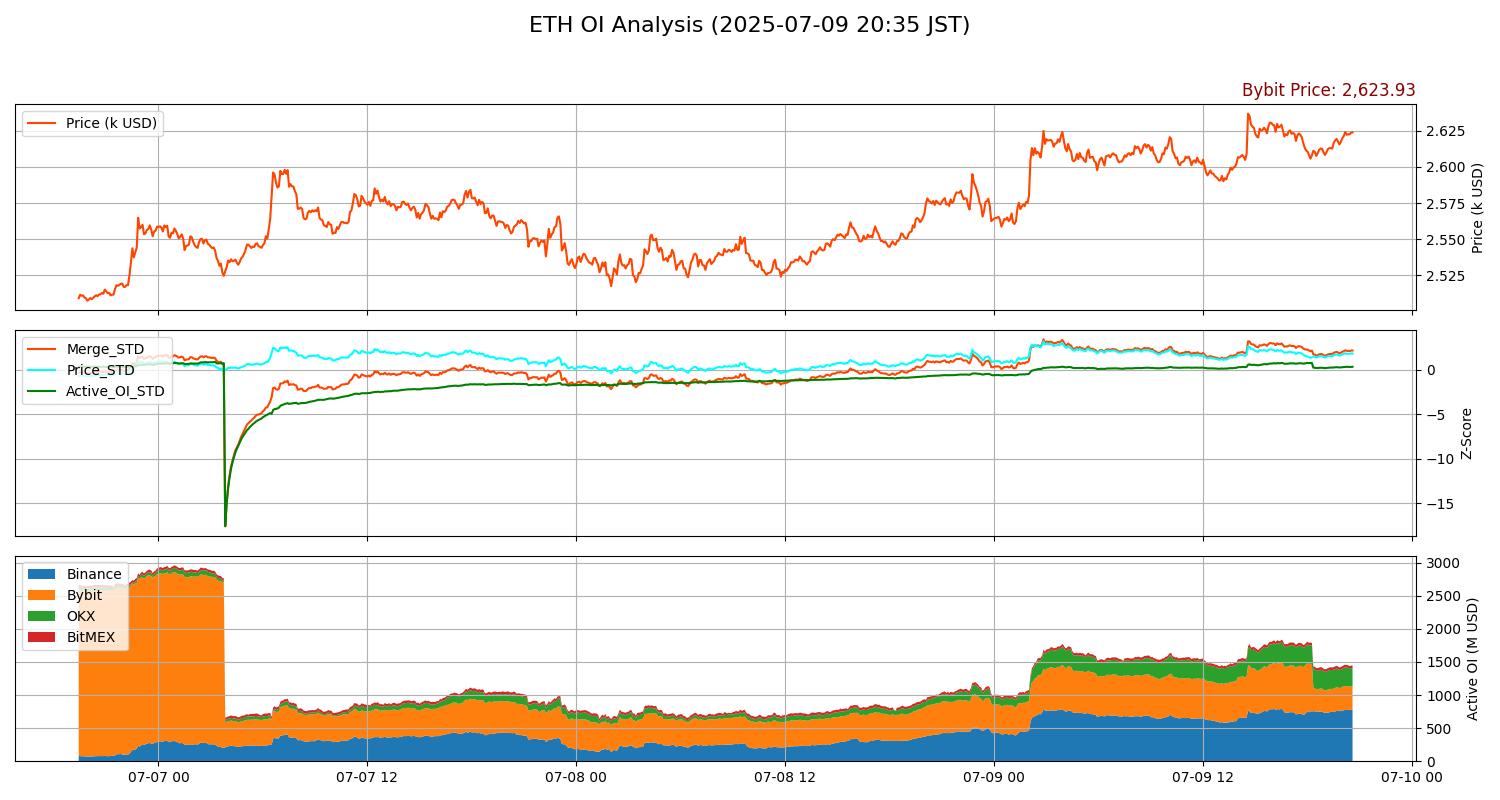 ETH OI Analysis (2025-07-09 20:35 JST)
Bybit Price: 2,623.93
Price (k USD)
2.625
2.600
2.575
2.550
2.525
Price (k USD)
Merge_STD
Price_STD
Active_OI_STD
0
−5
−10
−15
Z-Score
Binance
Bybit
OKX
BitMEX
3000
2500
2000
1500
1000
500
0
Active OI (M USD)
07-07 00
07-07 12
07-08 00
07-08 12
07-09 00
07-09 12
07-10 00